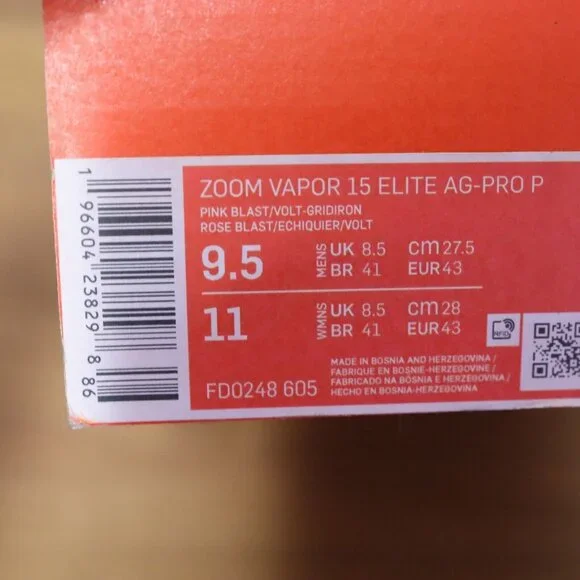 ZOOM VAPOR 15 ELITE AG-PRO P
PINK BLAST/VOLT-GRIDIRON
ROSE BLAST/ECHIQUIER/VOLT
9.5 MENS UK 8.5 cm 27.5
BR 41 EUR 43
11 WMNS UK 8.5 cm 28
BR 41 EUR 43
RFID
FD0248 605
MADE IN BOSNIA AND HERZEGOVINA /
FABRIQUE EN BOSNIE-HERZEGOVINE /
FABRICADO NA BÓSNIA E HERZEGOVINA /
HECHO EN BOSNIA-HERZEGOVINA
1 96604 23829 8 86